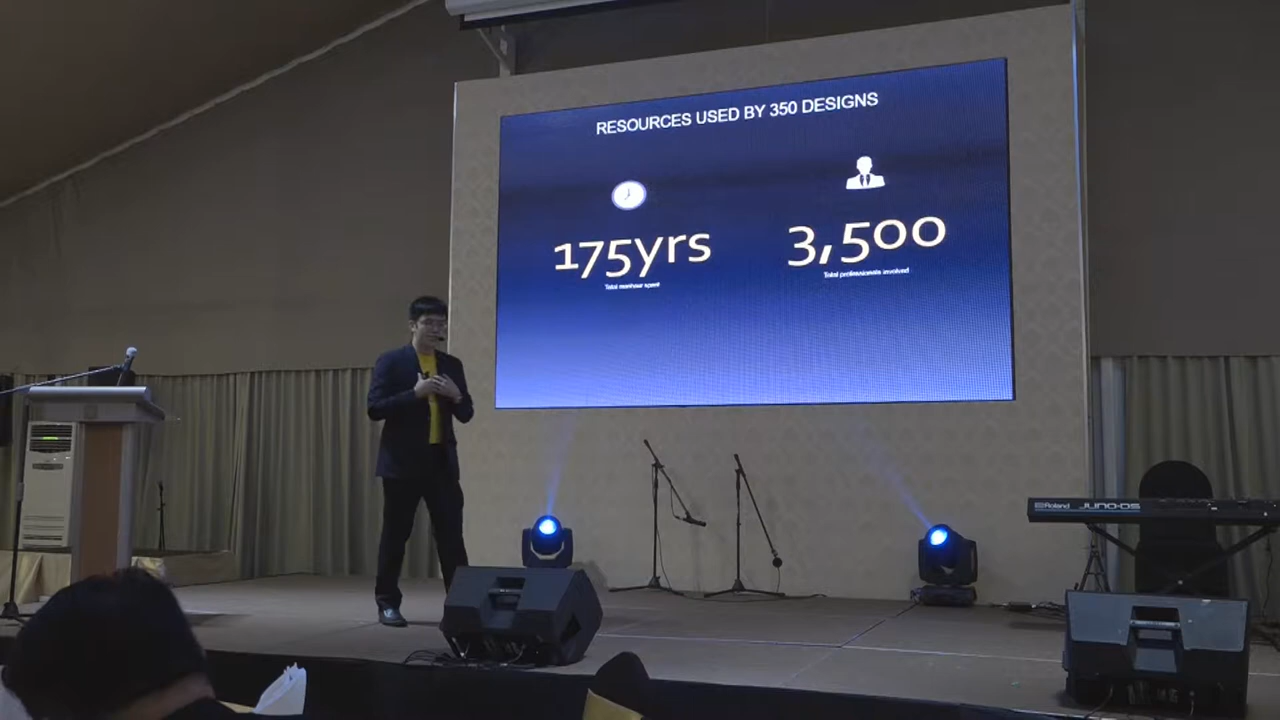 RESOURCES USED BY 350 DESIGNS
175yrs
Total manhour spent
3,500
Total professionals involved
Roland JUNO-DS